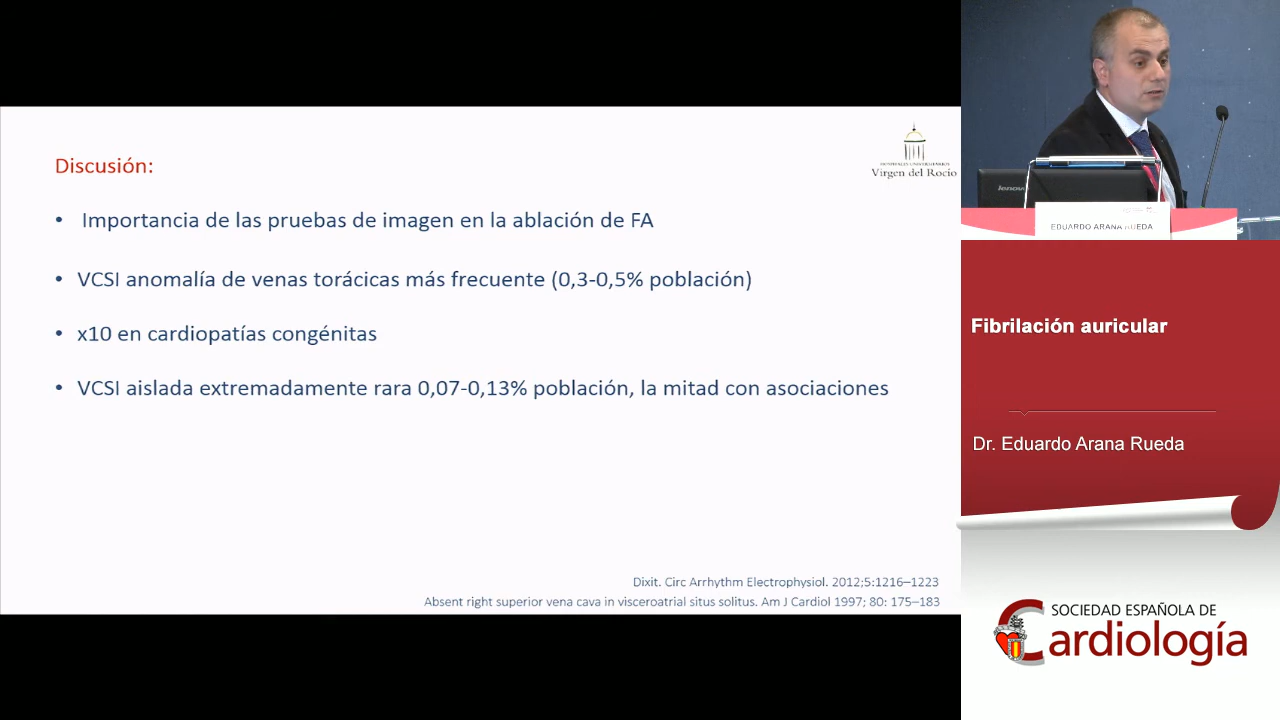 Discusión:
HOSPITALES UNIVERSITARIOS
Virgen del Rocío
• Importancia de las pruebas de imagen en la ablación de FA
• VCSI anomalía de venas torácicas más frecuente (0,3-0,5% población)
• x10 en cardiopatías congénitas
• VCSI aislada extremadamente rara 0,07-0,13% población, la mitad con asociaciones
Dixit. Circ Arrhythm Electrophysiol. 2012;5:1216–1223
Absent right superior vena cava in visceroatrial situs solitus. Am J Cardiol 1997; 80: 175–183
lenovo
EDUARDO ARANA RUEDA
Fibrilación auricular
Dr. Eduardo Arana Rueda
SOCIEDAD ESPAÑOLA DE
Cardiología